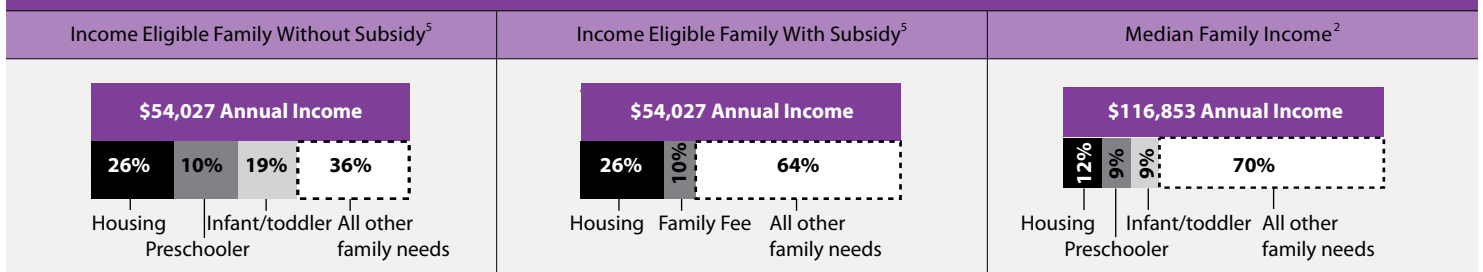 Income Eligible Family Without Subsidy⁵
Income Eligible Family With Subsidy⁵
Median Family Income²
$54,027 Annual Income
26% 10% 19% 36%
Housing
Preschooler
Infant/toddler
All other
family needs
$54,027 Annual Income
26% 10% 64%
Housing
Family Fee
All other
family needs
$116,853 Annual Income
12% 9% 9% 70%
Housing
Preschooler
Infant/toddler
All other
family needs